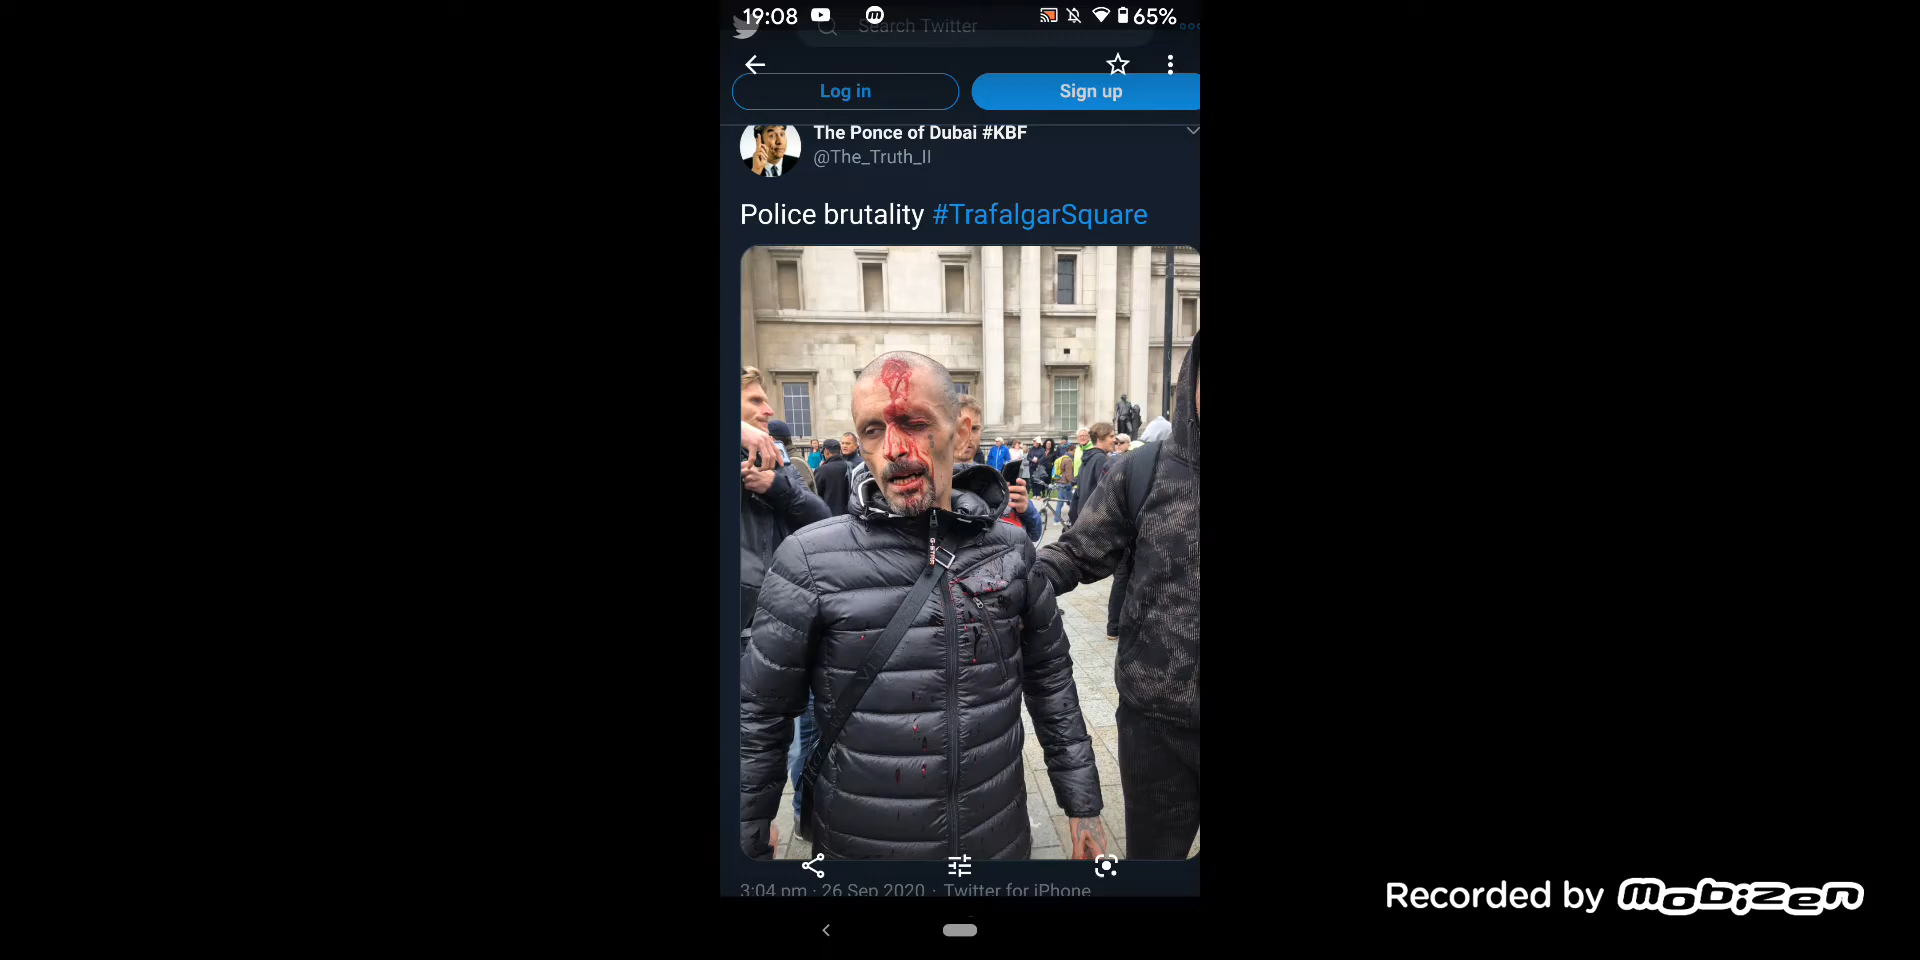 19:08
65%
Search Twitter
Log in
Sign up
The Ponce of Dubai #KBF
@The_Truth_II
Police brutality #TrafalgarSquare
3:04 pm · 26 Sep 2020 · Twitter for iPhone
Recorded by mobizen